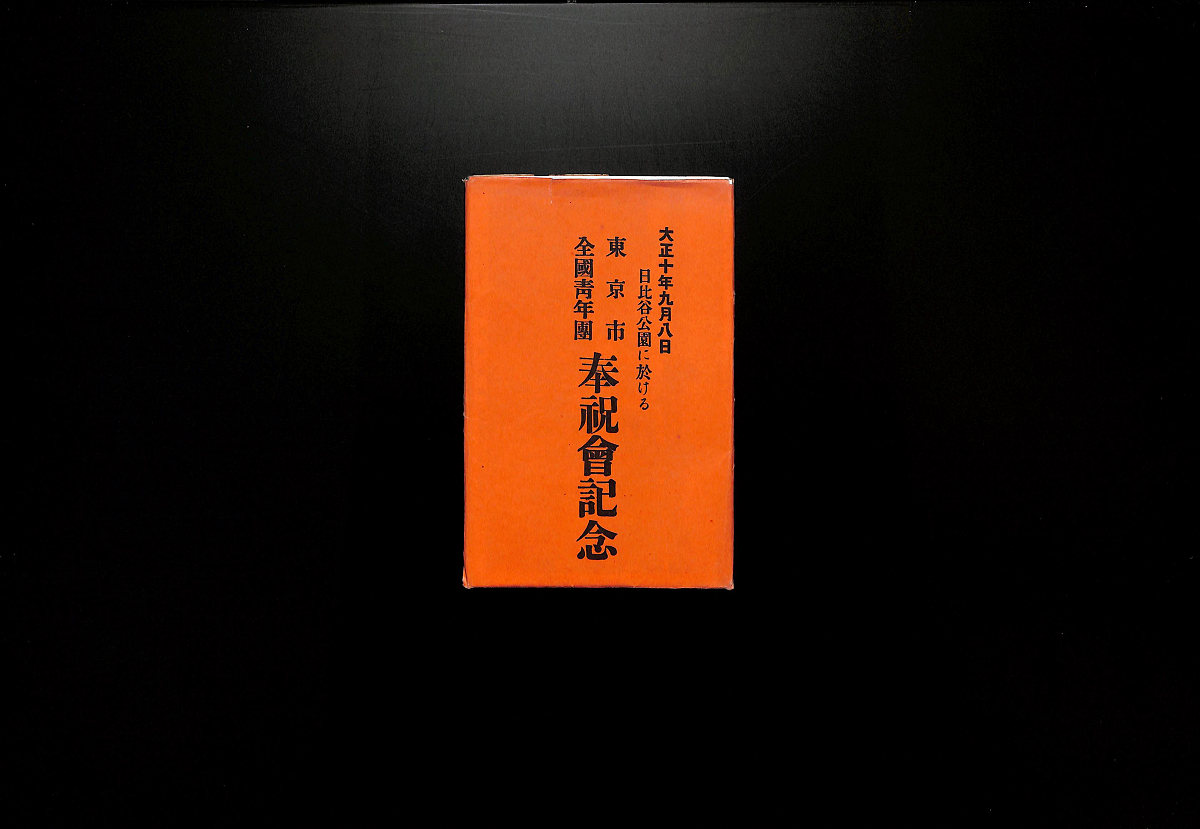 大正十年九月八日
日比谷公園に於ける
東京市
全國靑年團
奉祝會記念